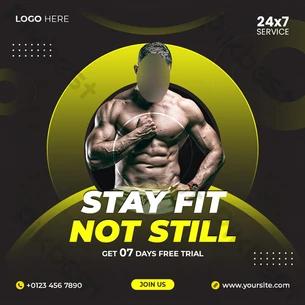 LOGO HERE
24x7
SERVICE
STAY FIT
NOT STILL
GET 07 DAYS FREE TRIAL
+0123 456 7890
JOIN US
www.yoursite.com